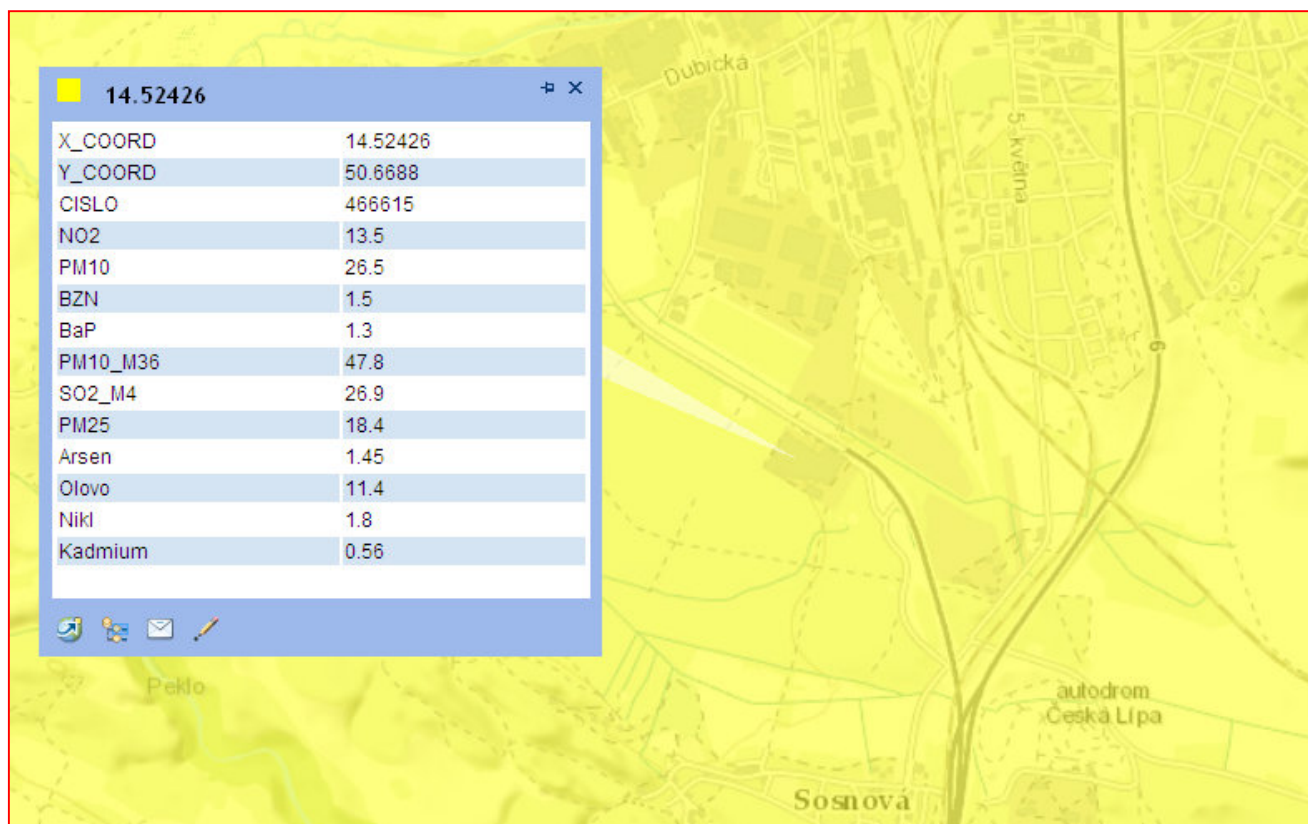 14.52426
X_COORD 14.52426
Y_COORD 50.6688
CISLO 466615
NO2 13.5
PM10 26.5
BZN 1.5
BaP 1.3
PM10_M36 47.8
SO2_M4 26.9
PM25 18.4
Arsen 1.45
Olovo 11.4
Nikl 1.8
Kadmium 0.56
Dubická
5. května
9
Peklo
autodrom
Česká Lípa
Sosnová